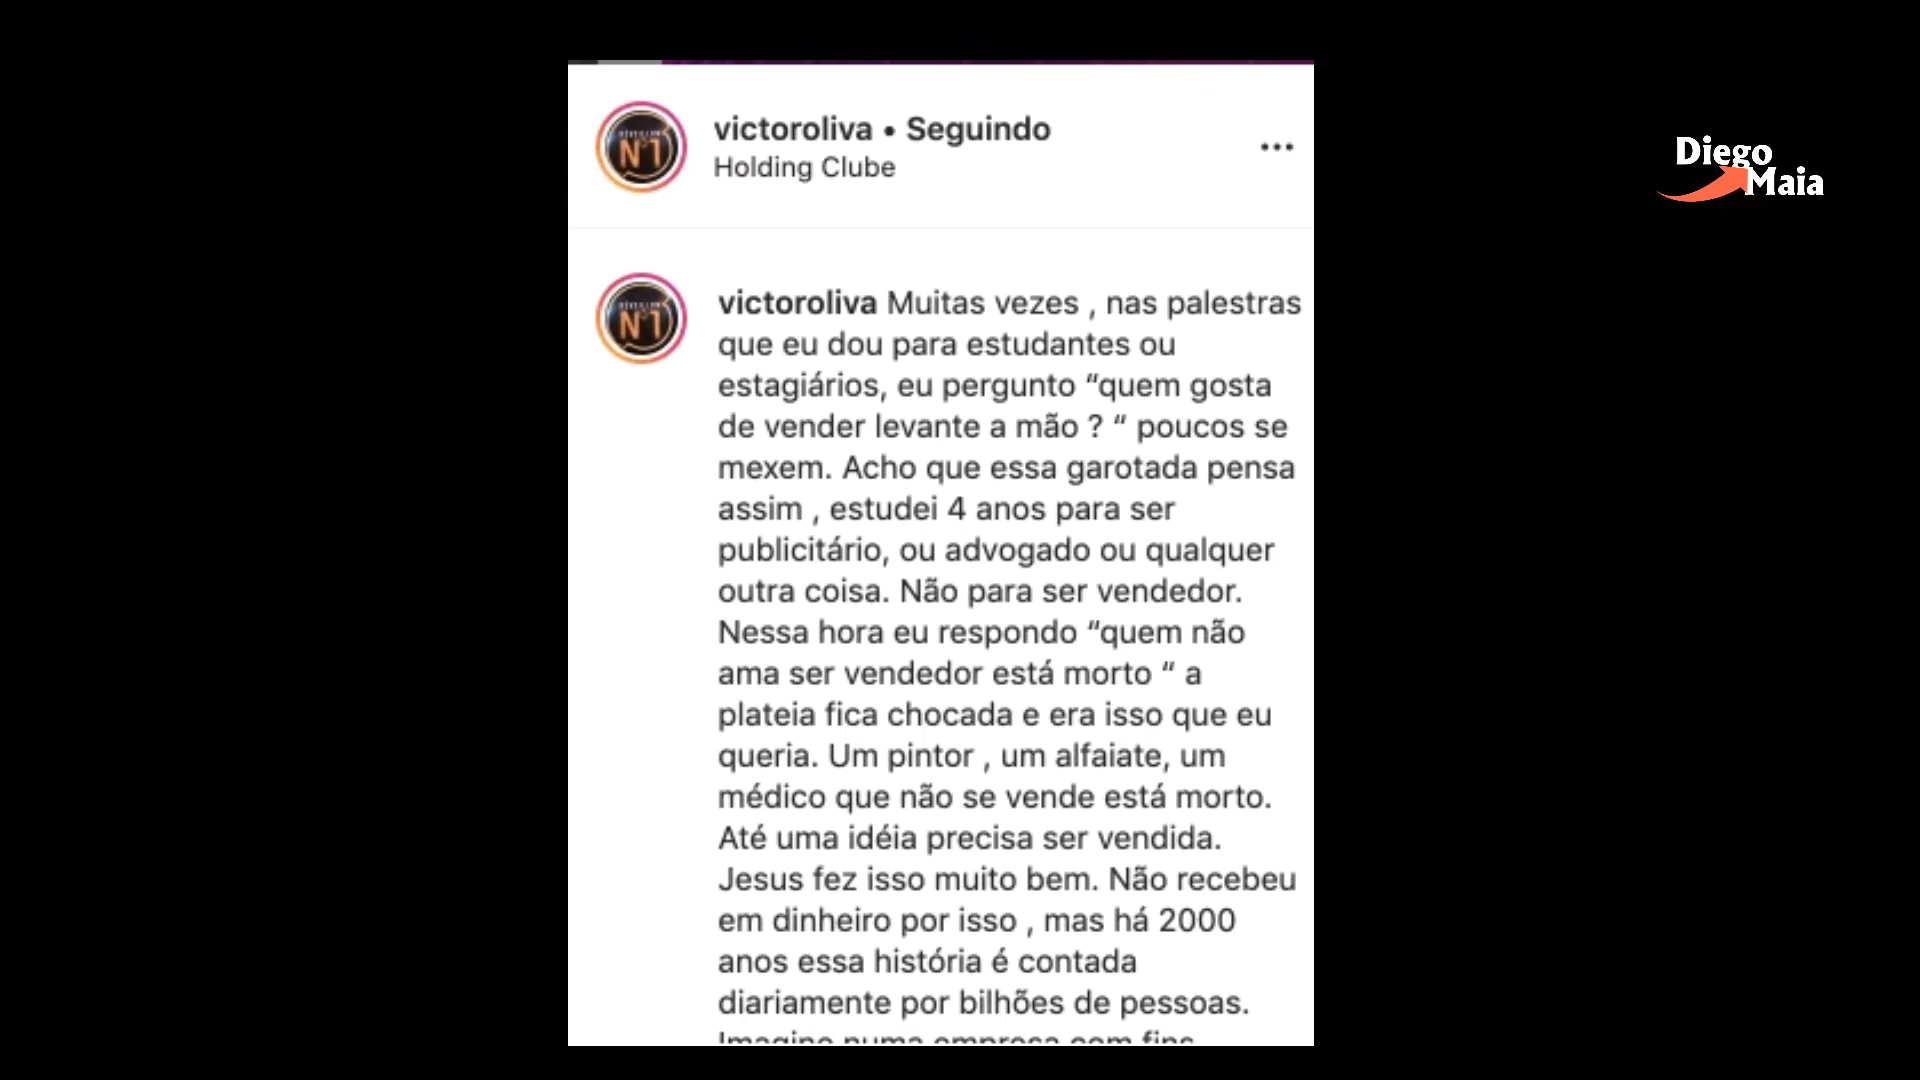 victoroliva • Seguindo
Holding Clube
Diego
Maia
N°1
N°1
victoroliva Muitas vezes , nas palestras
que eu dou para estudantes ou
estagiários, eu pergunto “quem gosta
de vender levante a mão ? “ poucos se
mexem. Acho que essa garotada pensa
assim , estudei 4 anos para ser
publicitário, ou advogado ou qualquer
outra coisa. Não para ser vendedor.
Nessa hora eu respondo “quem não
ama ser vendedor está morto “ a
plateia fica chocada e era isso que eu
queria. Um pintor , um alfaiate, um
médico que não se vende está morto.
Até uma idéia precisa ser vendida.
Jesus fez isso muito bem. Não recebeu
em dinheiro por isso , mas há 2000
anos essa história é contada
diariamente por bilhões de pessoas.
Imagine numa empresa com fins